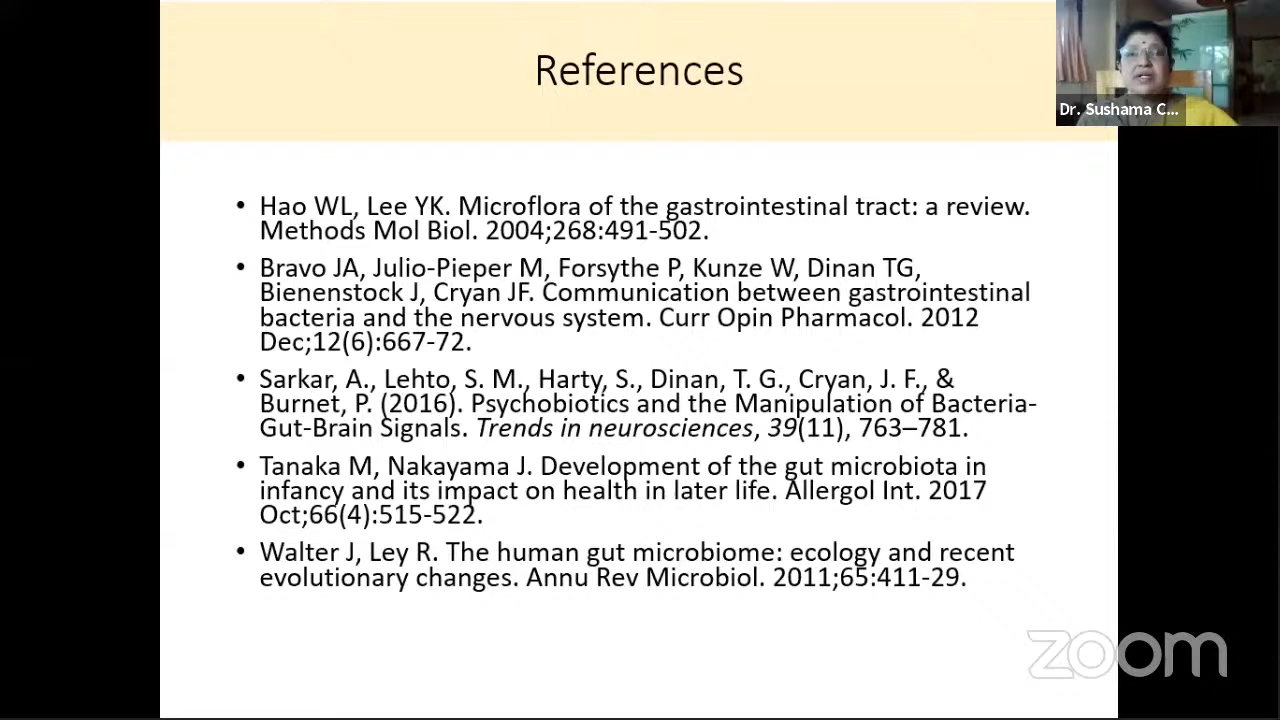 References
Dr. Sushama C...
• Hao WL, Lee YK. Microflora of the gastrointestinal tract: a review.
Methods Mol Biol. 2004;268:491-502.
• Bravo JA, Julio-Pieper M, Forsythe P, Kunze W, Dinan TG,
Bienenstock J, Cryan JF. Communication between gastrointestinal
bacteria and the nervous system. Curr Opin Pharmacol. 2012
Dec;12(6):667-72.
• Sarkar, A., Lehto, S. M., Harty, S., Dinan, T. G., Cryan, J. F., &
Burnet, P. (2016). Psychobiotics and the Manipulation of Bacteria-
Gut-Brain Signals. Trends in neurosciences, 39(11), 763–781.
• Tanaka M, Nakayama J. Development of the gut microbiota in
infancy and its impact on health in later life. Allergol Int. 2017
Oct;66(4):515-522.
• Walter J, Ley R. The human gut microbiome: ecology and recent
evolutionary changes. Annu Rev Microbiol. 2011;65:411-29.
zoom